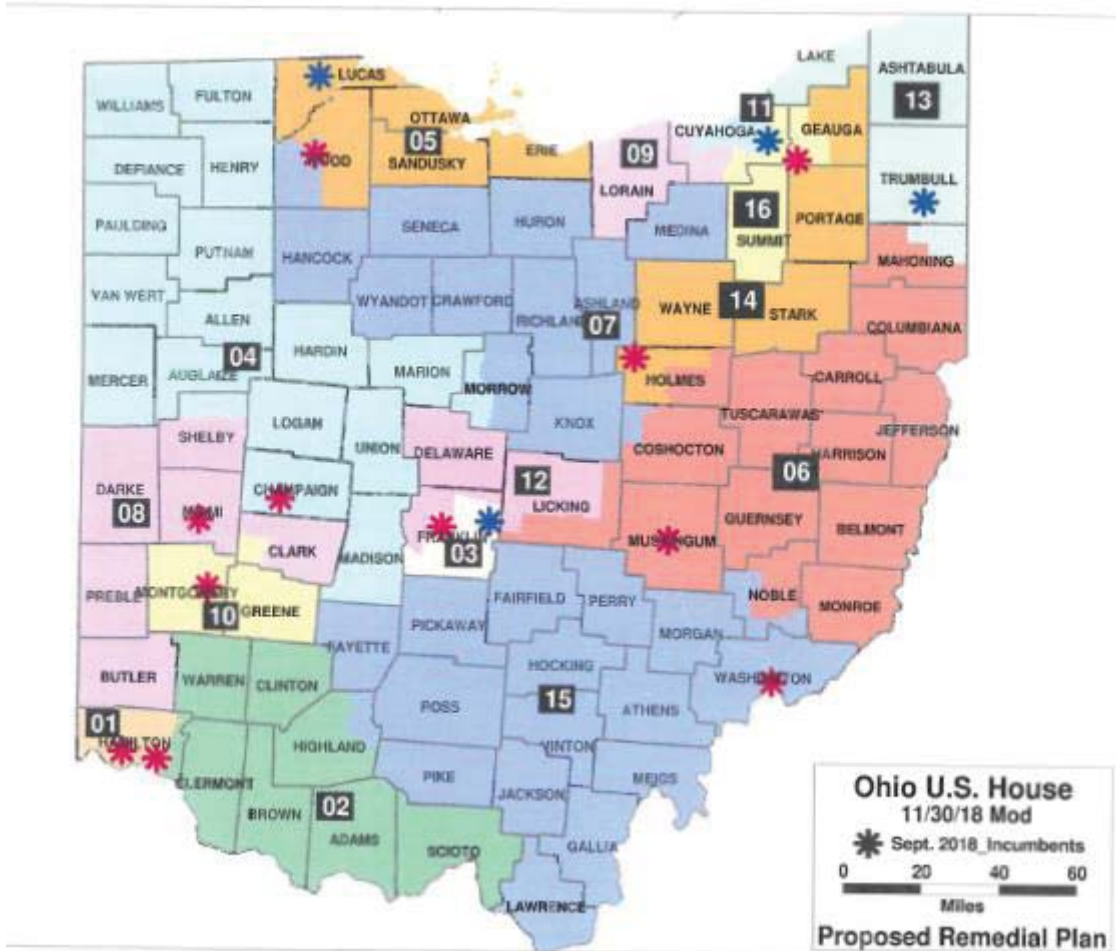 LAKE
ASHTABULA
13
LUCAS
WILLIAMS
FULTON
11
CUYAHOGA
GEAUGA
OTTAWA
05
SANDUSKY
ERIE
09
LORAIN
DEFIANCE
HENRY
TRUMBULL
16
SUMMIT
PORTAGE
PAULDING
PUTNAM
SENECA
HURON
MEDINA
HANCOCK
MAHONING
VAN WERT
WYANDOT
CRAWFORD
ASHLAND
WAYNE
14
STARK
ALLEN
RICHLAND
07
COLUMBIANA
HARDIN
04
AUGLAIZE
MARION
MERCER
MORROW
HOLMES
CARROLL
LOGAN
KNOX
TUSCARAWAS
SHELBY
UNION
DELAWARE
COSHOCTON
JEFFERSON
HARRISON
06
DARKE
08
CHAMPAIGN
12
LICKING
GUERNSEY
BELMONT
MIAMI
FRANKLIN
03
MUSKINGUM
CLARK
MADISON
PREBLE
MONTGOMERY
10
GREENE
FAIRFIELD
PERRY
NOBLE
MONROE
PICKAWAY
MORGAN
FAYETTE
HOCKING
BUTLER
WARREN
CLINTON
WASHINGTON
ROSS
15
ATHENS
01
HAMILTON
HIGHLAND
VINTON
CLERMONT
PIKE
MEIGS
BROWN
02
JACKSON
ADAMS
SCIOTO
GALLIA
LAWRENCE
Ohio U.S. House
11/30/18 Mod
Sept. 2018_Incumbents
0 20 40 60
Miles
Proposed Remedial Plan